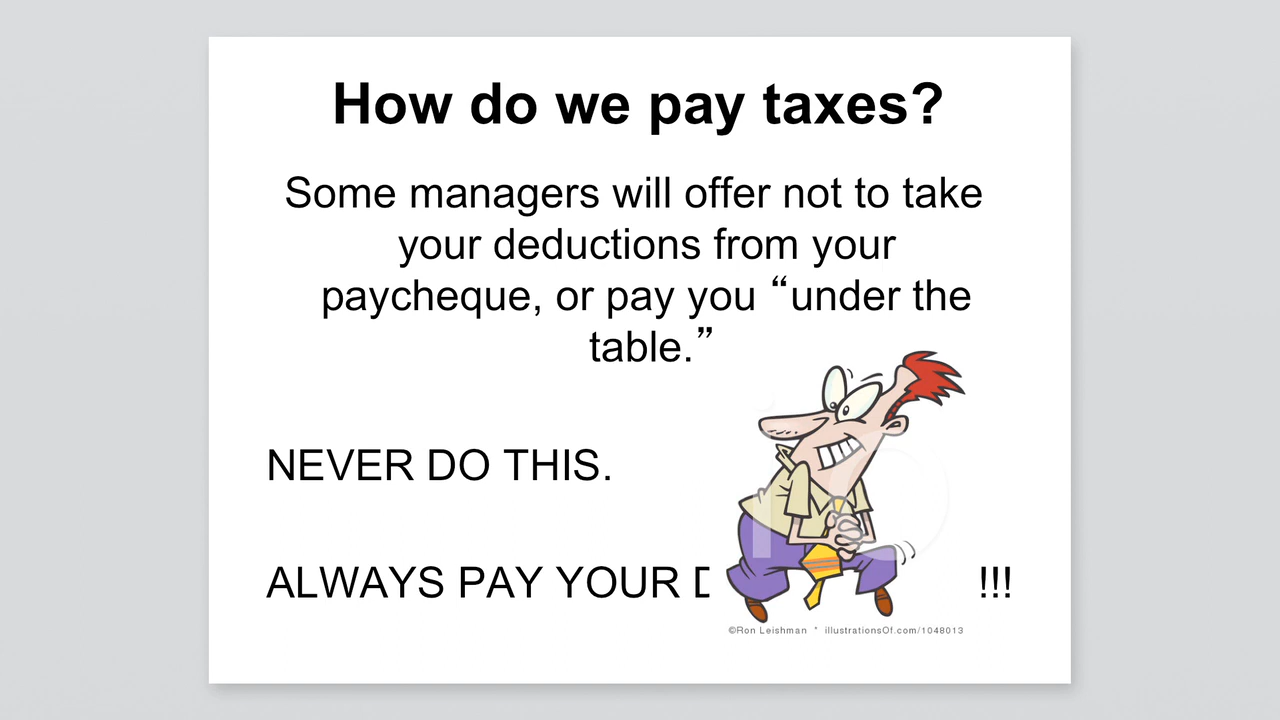 How do we pay taxes?
Some managers will offer not to take
your deductions from your
paycheque, or pay you “under the
table.”
NEVER DO THIS.
ALWAYS PAY YOUR !!!
©Ron Leishman * illustrationsOf.com/1048013